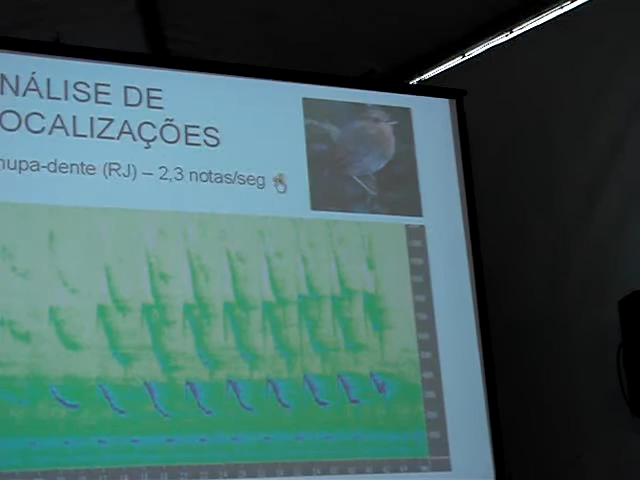 NÁLISE DE
OCALIZAÇÕES
hupa-dente (RJ) – 2,3 notas/seg